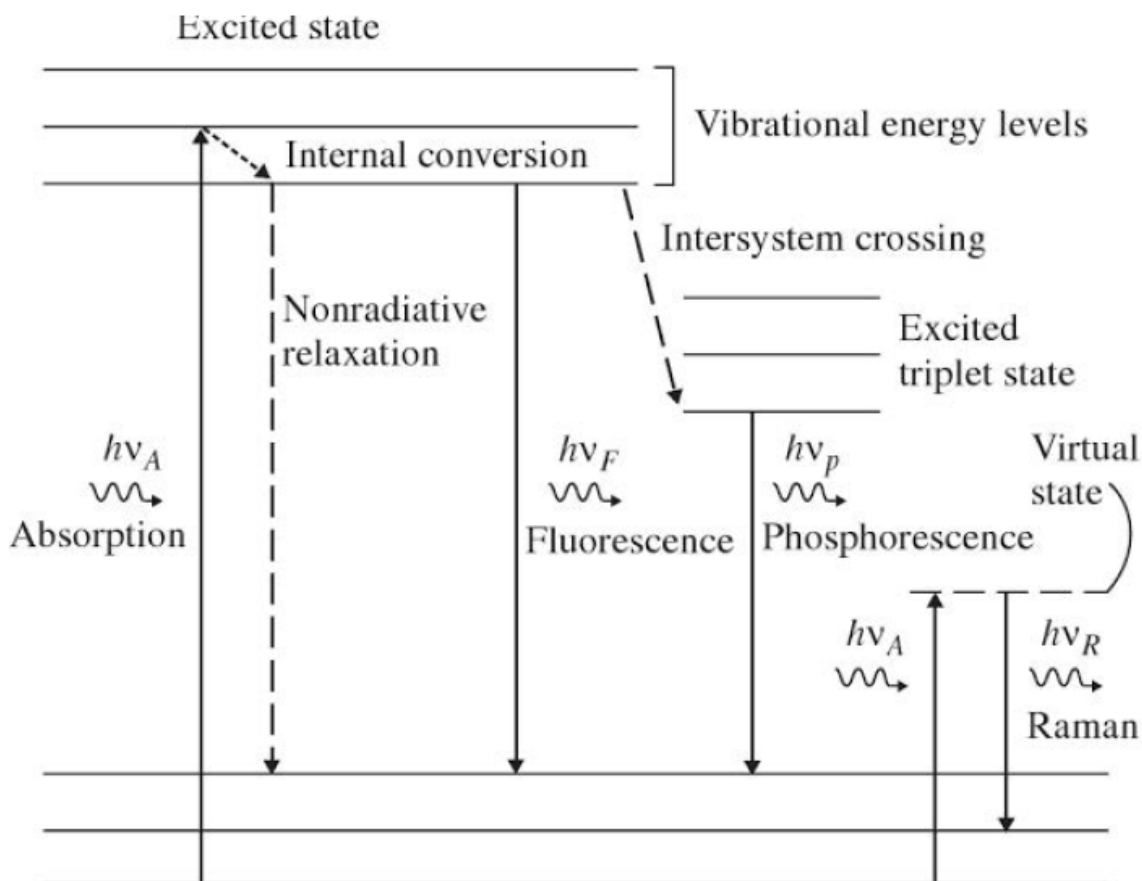 Excited state
Vibrational energy levels
Internal conversion
Intersystem crossing
Nonradiative
relaxation
Excited
triplet state
hνA
Absorption
hνF
Fluorescence
hνp
Phosphorescence
Virtual
state
hνA
hνR
Raman